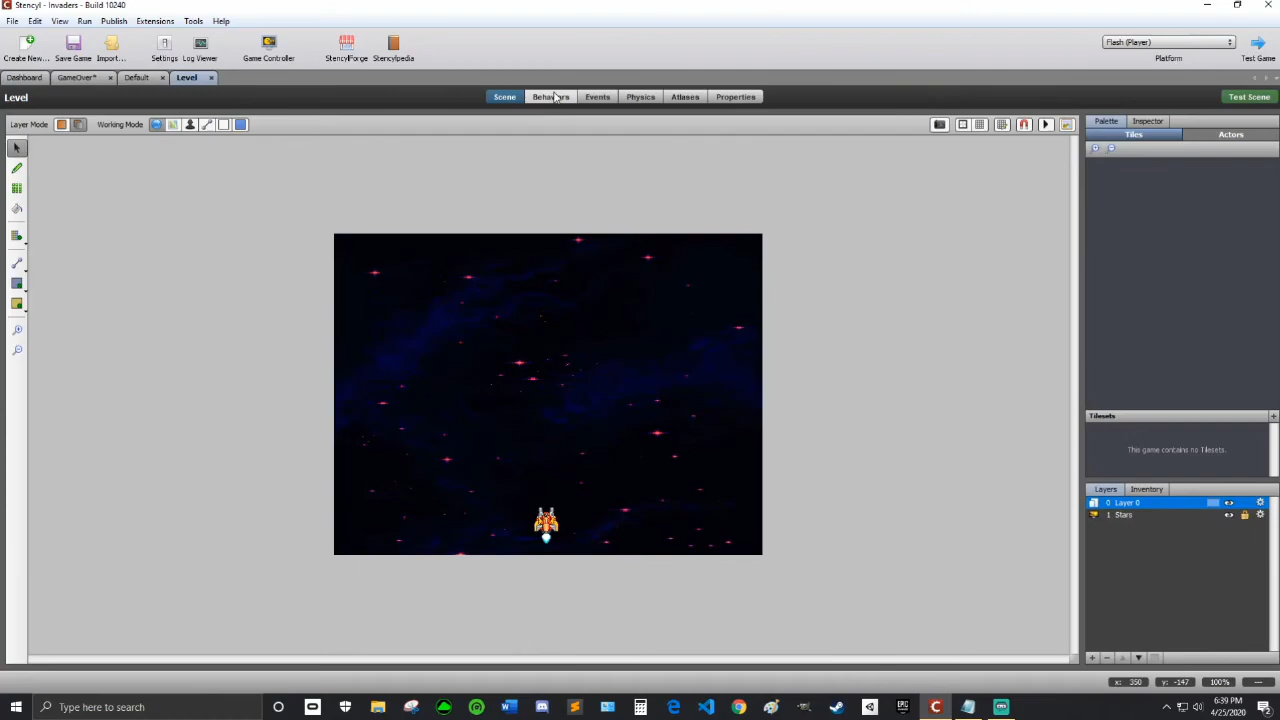 Stencyl - Invaders - Build 10240
File Edit View Run Publish Extensions Tools Help
Create New... Save Game Import... Settings Log Viewer Game Controller StencylForge Stencylpedia
Flash (Player)
Platform
Test Game
Dashboard GameOver* Default Level
Level
Scene Behaviors Events Physics Atlases Properties
Test Scene
Layer Mode Working Mode
Palette Inspector
Tiles Actors
Tilesets
This game contains no Tilesets.
Layers Inventory
0 Layer 0
1 Stars
x: 350 y: -147 100% ---
Type here to search
6:39 PM
4/25/2020